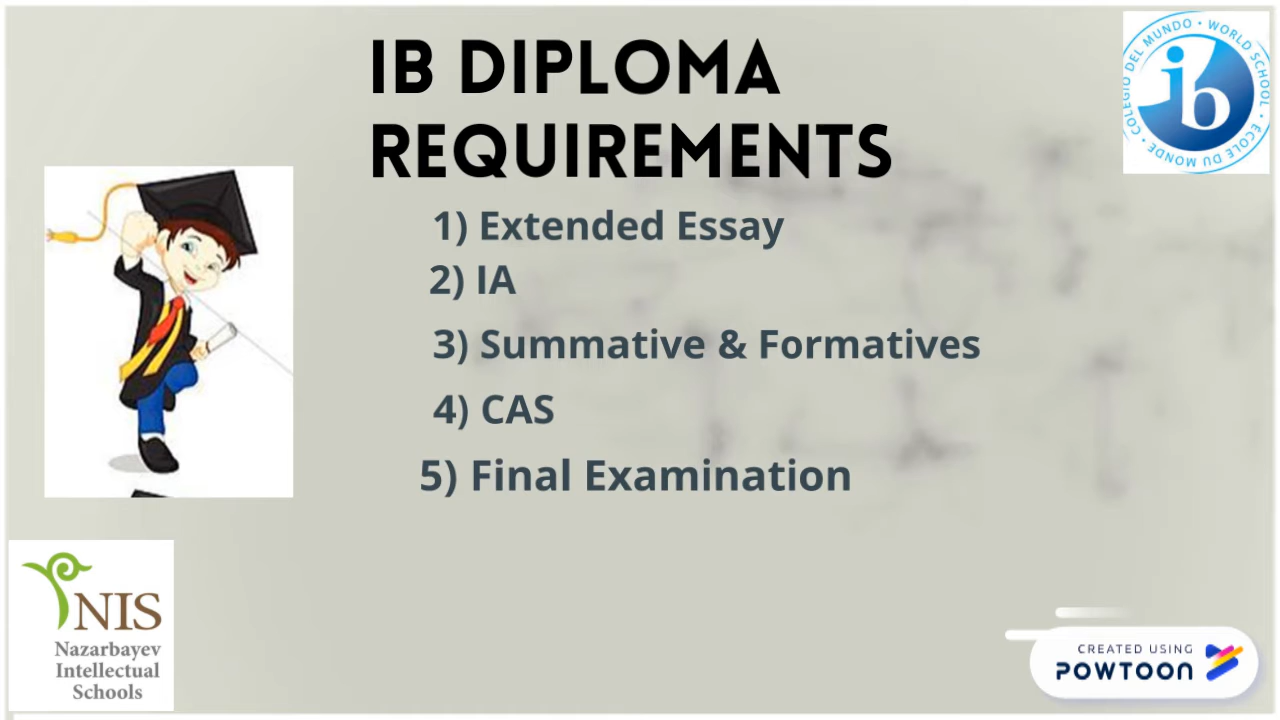 IB DIPLOMA
REQUIREMENTS
1) Extended Essay
2) IA
3) Summative & Formatives
4) CAS
5) Final Examination
COLEGIO DEL MUNDO • WORLD SCHOOL • ECOLE DU MONDE •
ib
NIS
Nazarbayev
Intellectual
Schools
CREATED USING
POWTOON